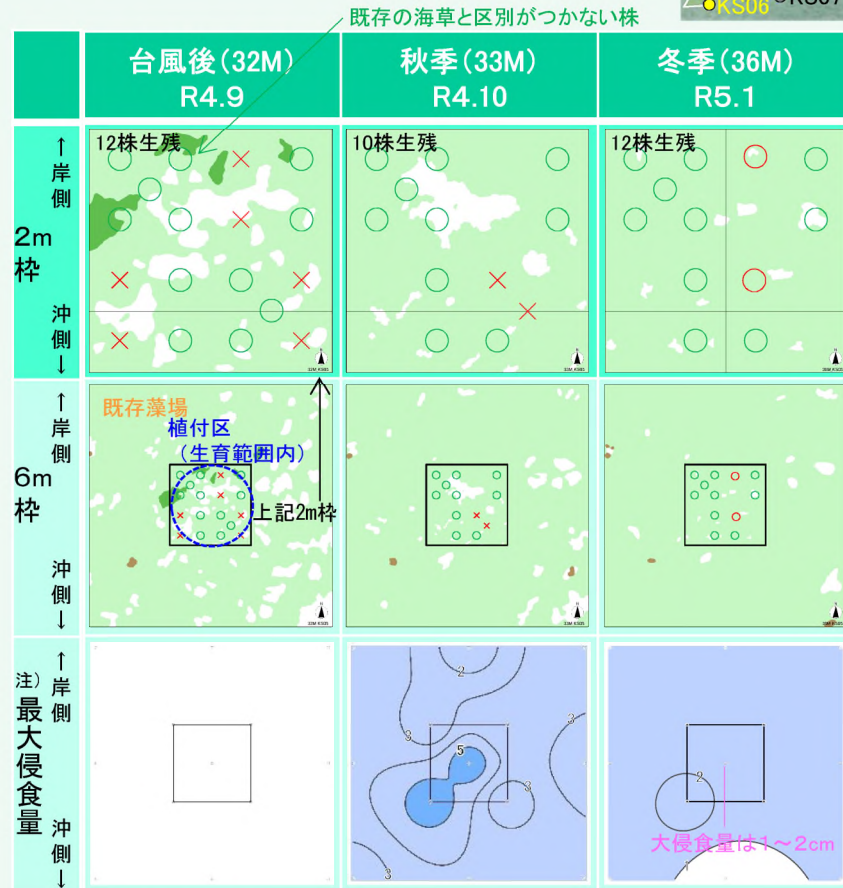 KS06
既存の海草と区別がつかない株
台風後(32M)
R4.9
秋季(33M)
R4.10
冬季(36M)
R5.1
↑岸側
2m枠
沖側↓
12株生残
10株生残
12株生残
↑岸側
6m枠
沖側↓
既存藻場
植付区
(生育範囲内)
上記2m枠
注)
最大侵食量
↑岸側
沖側↓
2
3
3
5
3
3
2
1
大侵食量は1~2cm